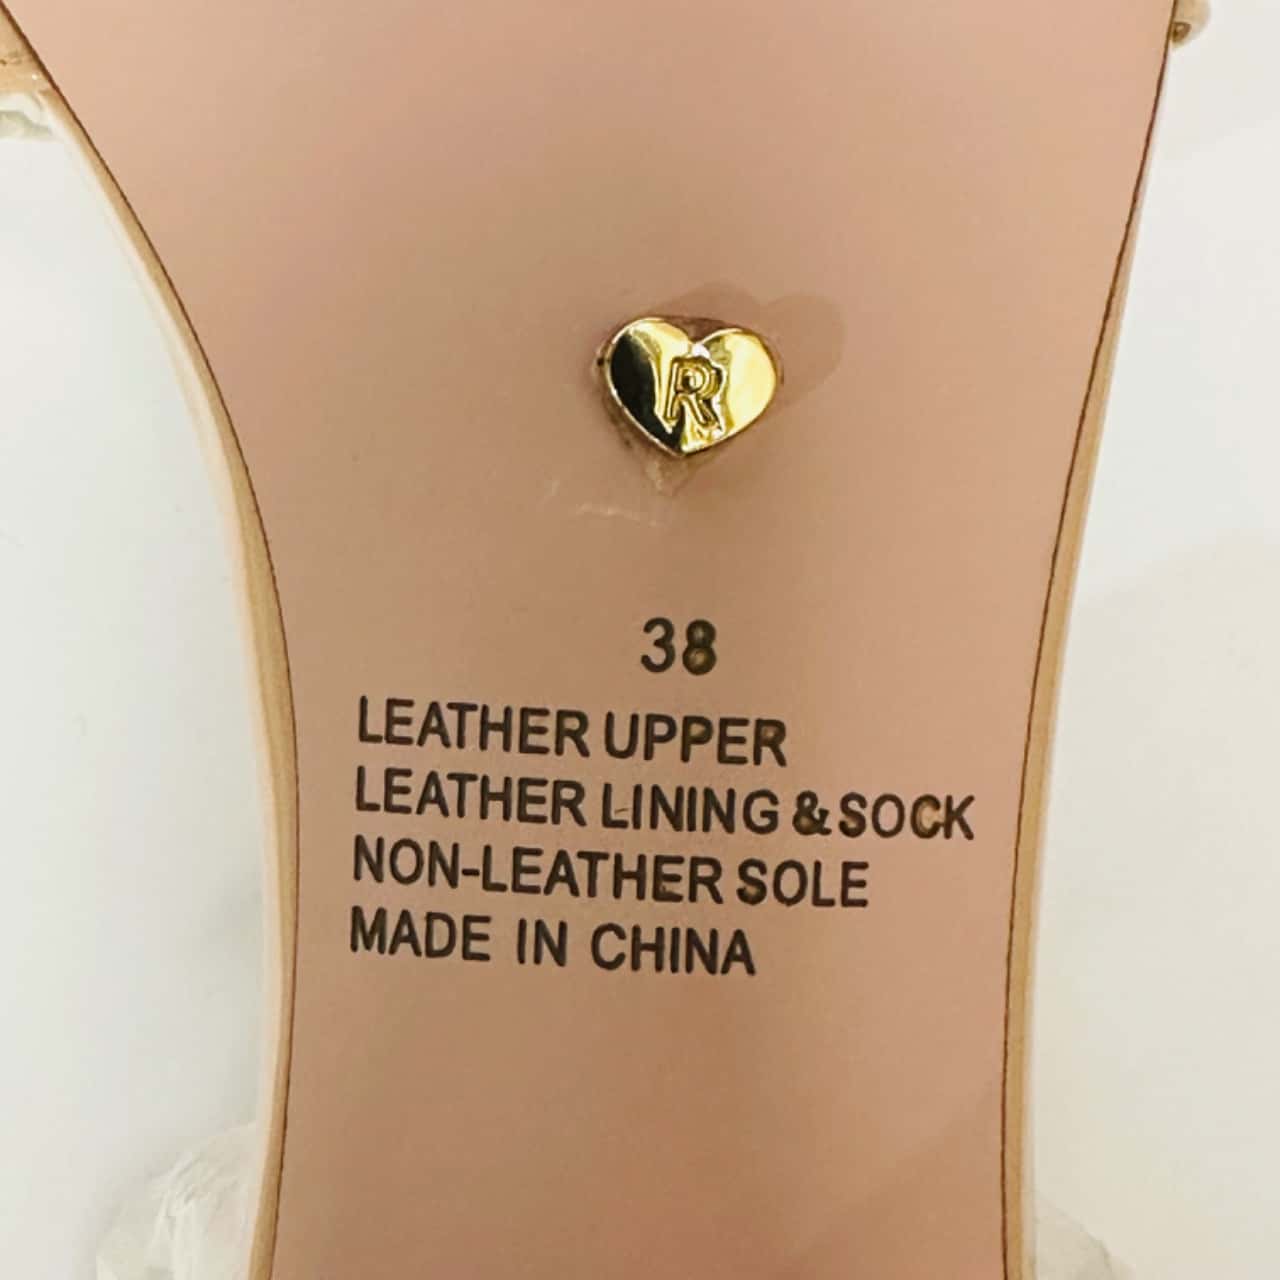 R
38
LEATHER UPPER
LEATHER LINING & SOCK
NON-LEATHER SOLE
MADE IN CHINA